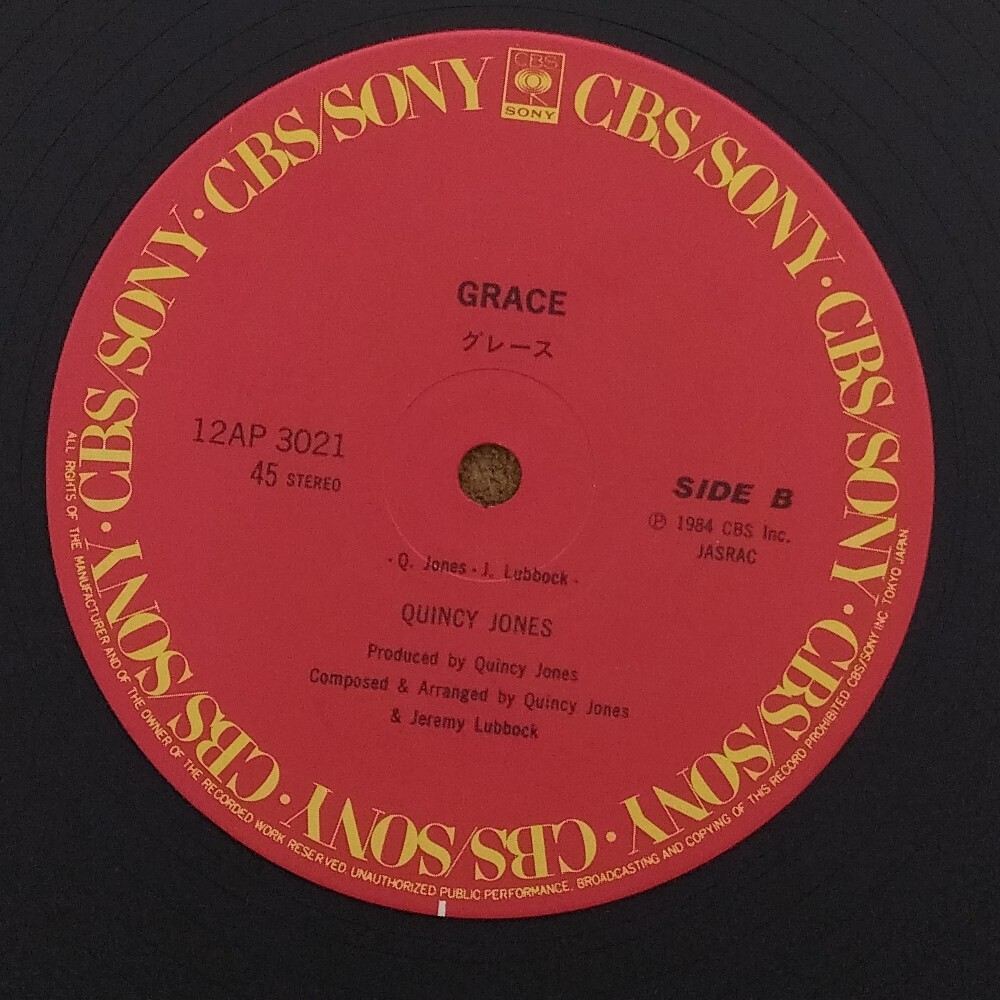 CBS
SONY
CBS/SONY · CBS/SONY · CBS/SONY · CBS/SONY · CBS/SONY · CBS/SONY · CBS/SONY · CBS/SONY · CBS/SONY
GRACE
グレース
12AP 3021
45 STEREO
SIDE B
℗ 1984 CBS Inc.
JASRAC
· Q. Jones · J. Lubbock ·
QUINCY JONES
Produced by Quincy Jones
Composed & Arranged by Quincy Jones
& Jeremy Lubbock
ALL RIGHTS OF THE MANUFACTURER AND OF THE OWNER OF THE RECORDED WORK RESERVED. UNAUTHORIZED PUBLIC PERFORMANCE. BROADCASTING AND COPYING OF THIS RECORD PROHIBITED CBS/SONY INC. TOKYO JAPAN